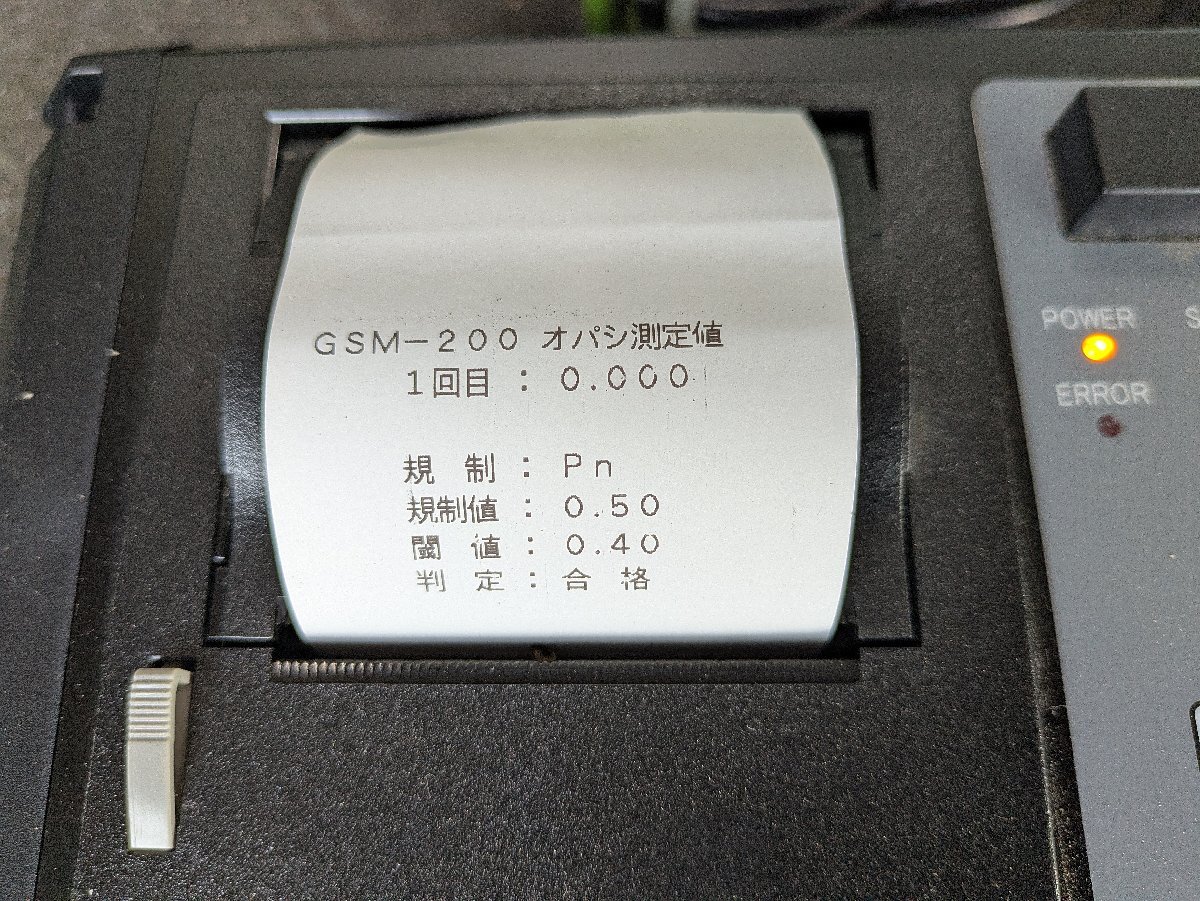 GSM-200 オパシ測定値
1回目 : 0.000
規 制 : Pn
規制値 : 0.50
閾 値 : 0.40
判 定 : 合 格
POWER
S
ERROR